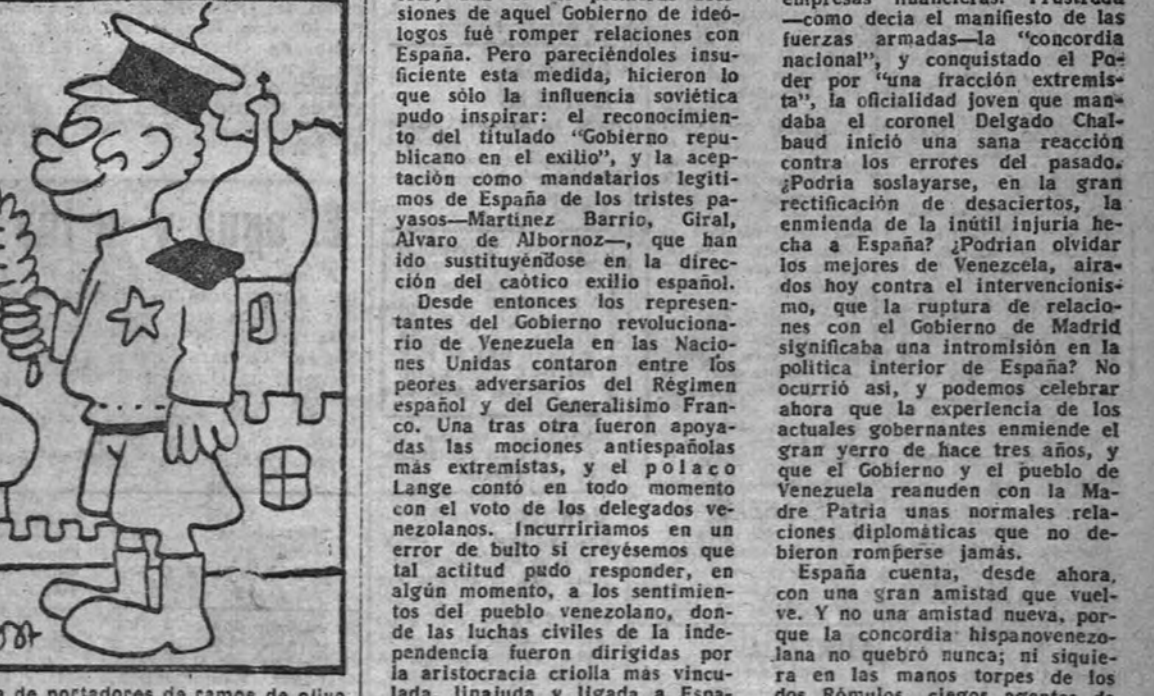 siones de aquel Gobierno de ideó-
logos fué romper relaciones con
España. Pero pareciéndoles insu-
ficiente esta medida, hicieron lo
que sólo la influencia soviética
pudo inspirar: el reconocimien-
to del titulado "Gobierno repu-
blicano en el exilio", y la acep-
tación como mandatarios legíti-
mos de España de los tristes pa-
yasos—Martínez Barrio, Giral,
Alvaro de Albornoz—, que han
ido sustituyéndose en la direc-
ción del caótico exilio español.
Desde entonces los represen-
tantes del Gobierno revoluciona-
rio de Venezuela en las Nacio-
nes Unidas contaron entre los
peores adversarios del Régimen
español y del Generalísimo Fran-
co. Una tras otra fueron apoya-
das las mociones antiespañolas
más extremistas, y el polaco
Lange contó en todo momento
con el voto de los delegados ve-
nezolanos. Incurriríamos en un
error de bulto si creyésemos que
tal actitud pudo responder, en
algún momento, a los sentimien-
tos del pueblo venezolano, don-
de las luchas civiles de la inde-
pendencia fueron dirigidas por
la aristocracia criolla más vincu-
lada, linajuda y ligada a Espa-
—como decía el manifiesto de las
fuerzas armadas—la "concordia
nacional", y conquistado el Po-
der por "una fracción extremis-
ta", la oficialidad joven que man-
daba el coronel Delgado Chal-
baud inició una sana reacción
contra los errores del pasado.
¿Podría soslayarse, en la gran
rectificación de desaciertos, la
enmienda de la inútil injuria he-
cha a España? ¿Podrían olvidar
los mejores de Venezcela, aira-
dos hoy contra el intervencionis-
mo, que la ruptura de relacio-
nes con el Gobierno de Madrid
significaba una intromisión en la
política interior de España? No
ocurrió así, y podemos celebrar
ahora que la experiencia de los
actuales gobernantes enmiende el
gran yerro de hace tres años, y
que el Gobierno y el pueblo de
Venezuela reanuden con la Ma-
dre Patria unas normales rela-
ciones diplomáticas que no de-
bieron romperse jamás.
España cuenta, desde ahora,
con una gran amistad que vuel-
ve. Y no una amistad nueva, por-
que la concordia hispanovenezo-
lana no quebró nunca; ni siquie-
ra en las manos torpes de los
dos Rómulos, ciegos
de portadores de ramos de olivo